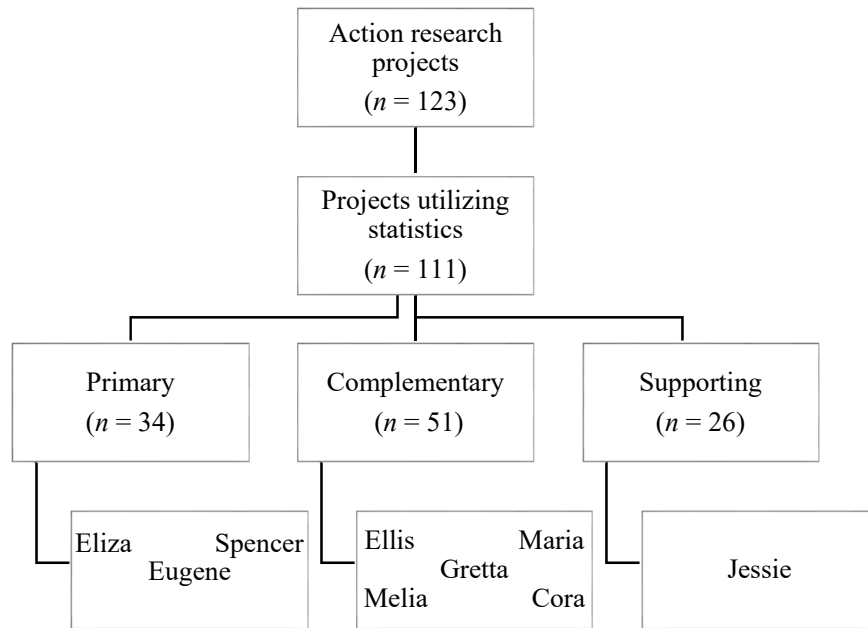 Action research
projects
(n = 123)
Projects utilizing
statistics
(n = 111)
Primary
(n = 34)
Complementary
(n = 51)
Supporting
(n = 26)
Eliza Spencer
Eugene
Ellis Maria
Gretta
Melia Cora
Jessie